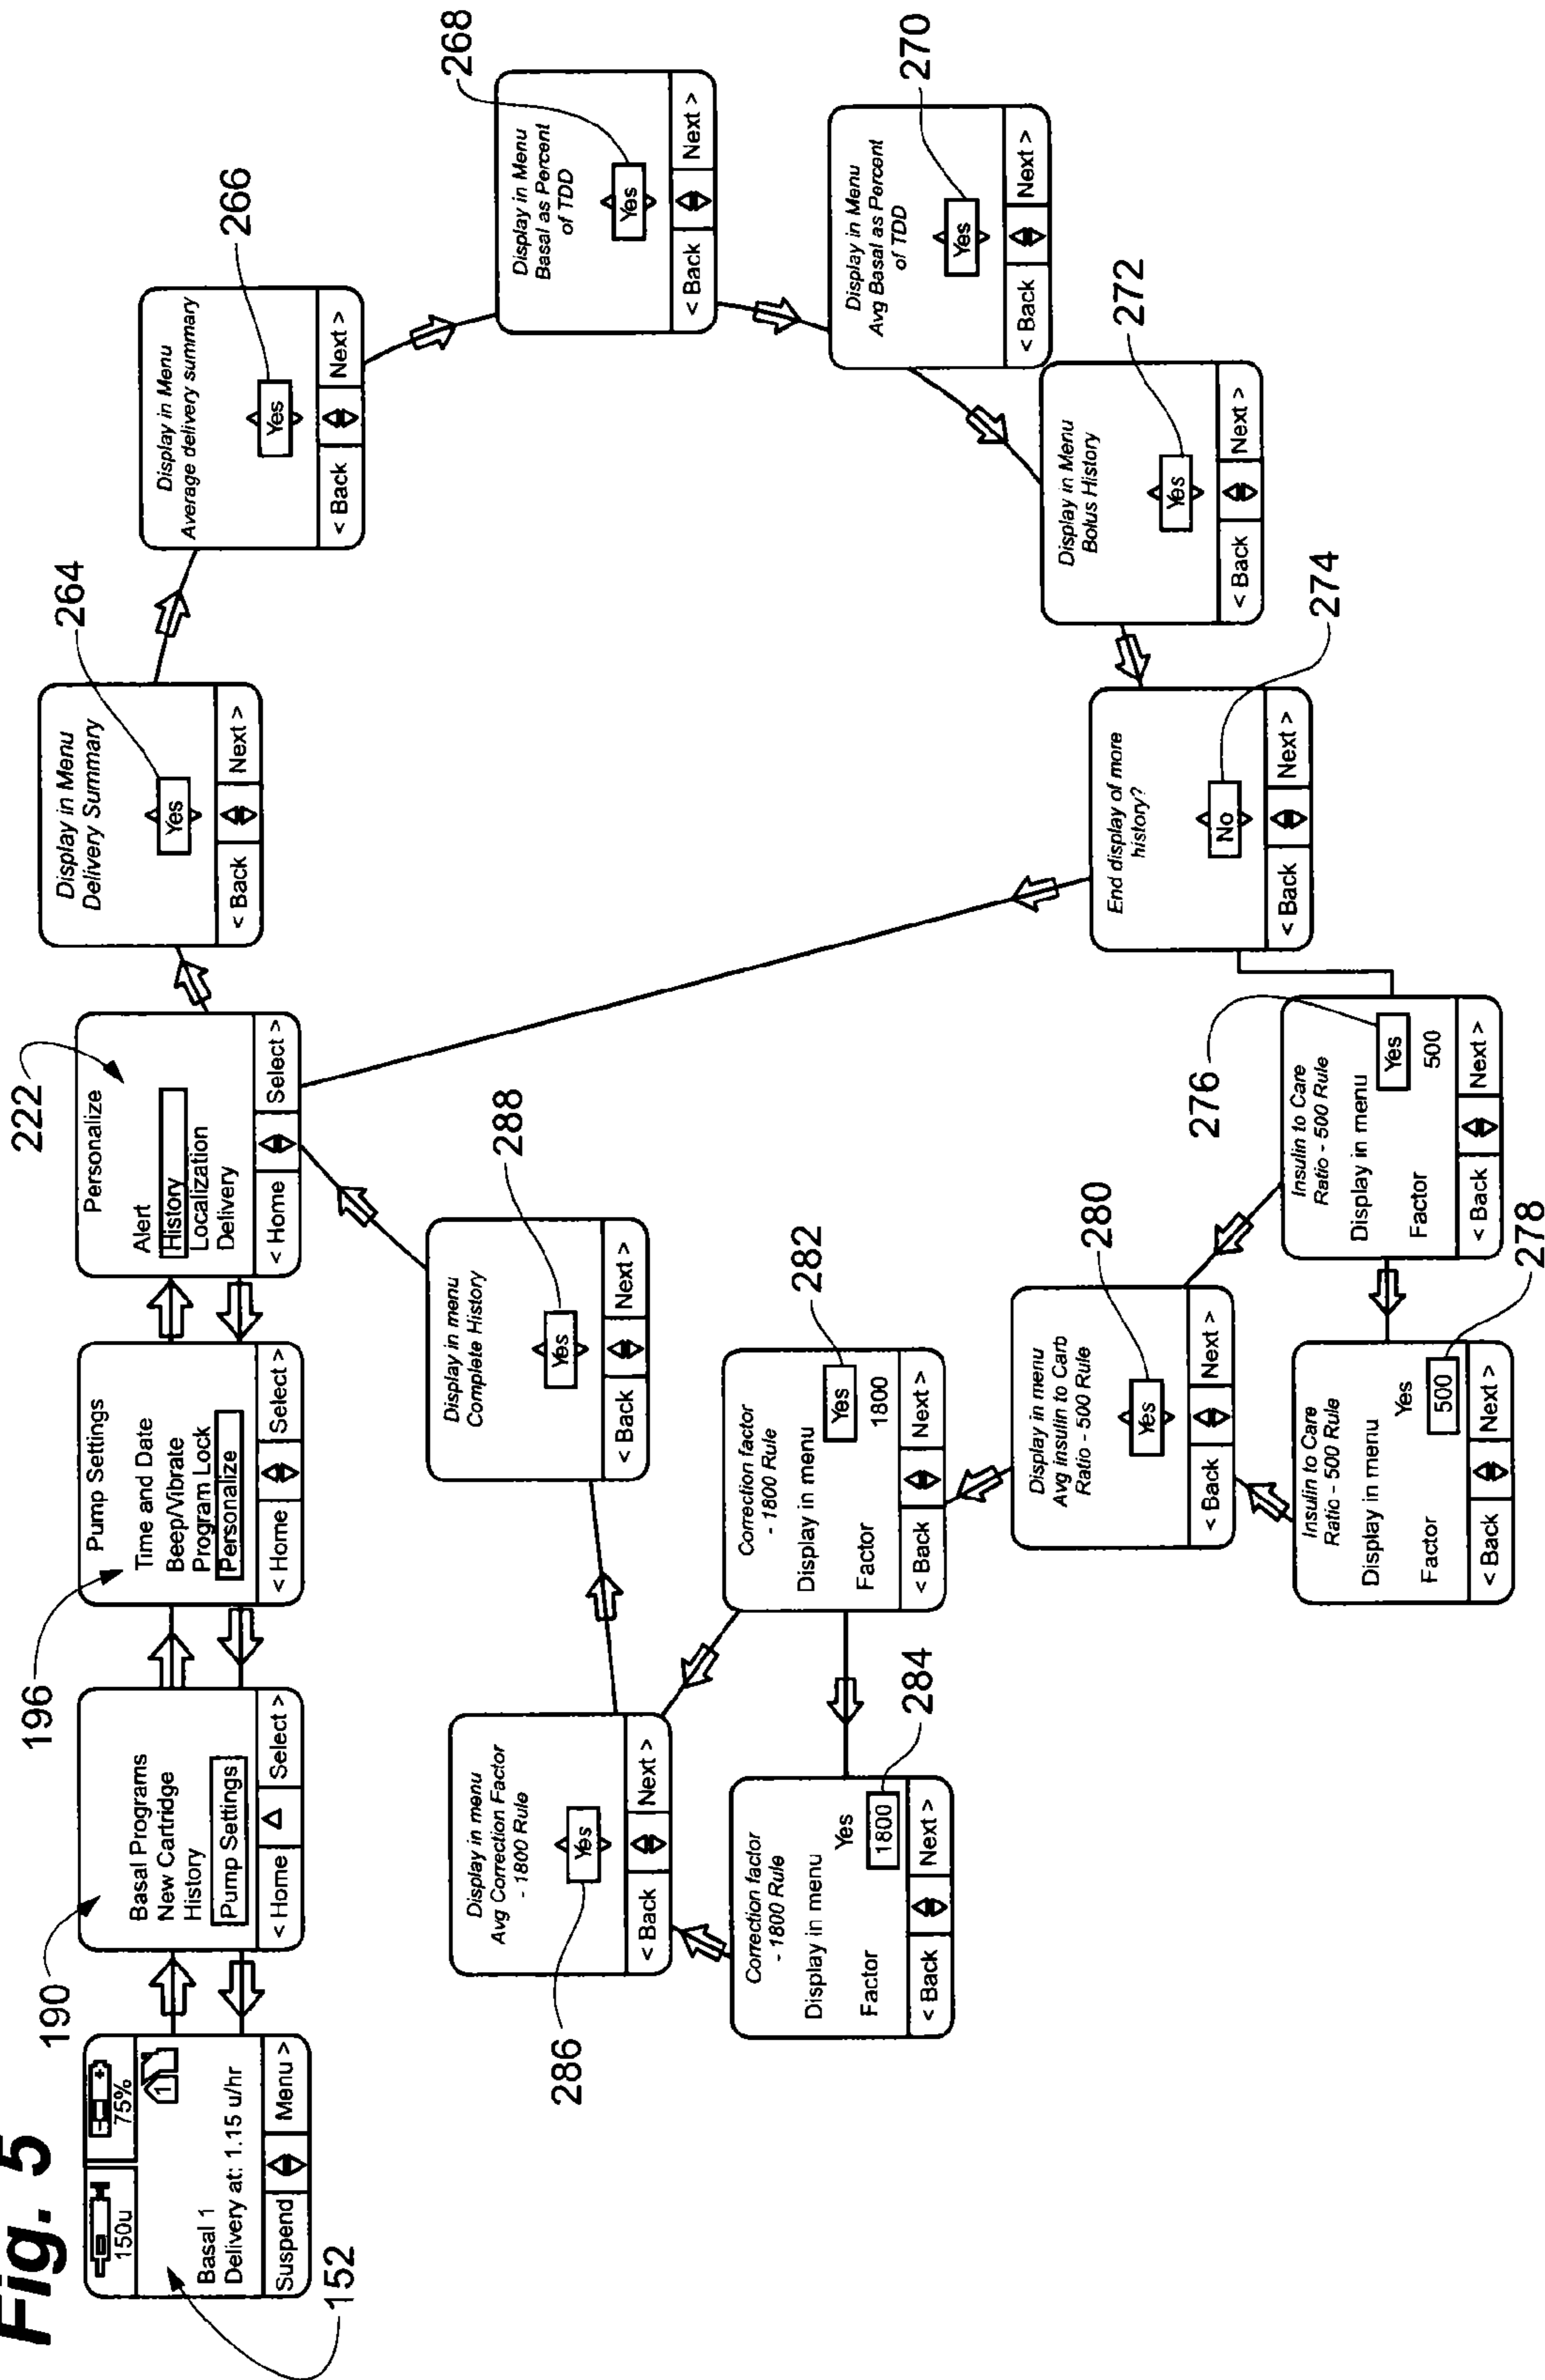 Fig. 5
152
150u
75%
1
Basal 1
Delivery at: 1.15 u/hr
Suspend
Menu >
190
Basal Programs
New Cartridge
History
Pump Settings
< Home
Select >
196
Pump Settings
Time and Date
Beep/Vibrate
Program Lock
Personalize
< Home
Select >
222
Personalize
Alert
History
Localization
Delivery
< Home
Select >
264
Display in Menu
Delivery Summary
Yes
< Back
Next >
266
Display in Menu
Average delivery summary
Yes
< Back
Next >
268
Display in Menu
Basal as Percent
of TDD
Yes
< Back
Next >
270
Display in Menu
Avg Basal as Percent
of TDD
Yes
< Back
Next >
272
Display in Menu
Bolus History
Yes
< Back
Next >
274
End display of more
history?
No
< Back
Next >
276
Insulin to Care
Ratio - 500 Rule
Display in menu
Yes
Factor
500
< Back
Next >
278
Insulin to Care
Ratio - 500 Rule
Display in menu
Yes
Factor
500
< Back
Next >
280
Display in menu
Avg insulin to Carb
Ratio - 500 Rule
Yes
< Back
Next >
282
Correction factor
- 1800 Rule
Display in menu
Yes
Factor
1800
< Back
Next >
284
Correction factor
- 1800 Rule
Display in menu
Yes
Factor
1800
< Back
Next >
286
Display in menu
Avg Correction Factor
- 1800 Rule
Yes
< Back
Next >
288
Display in menu
Complete History
Yes
< Back
Next >